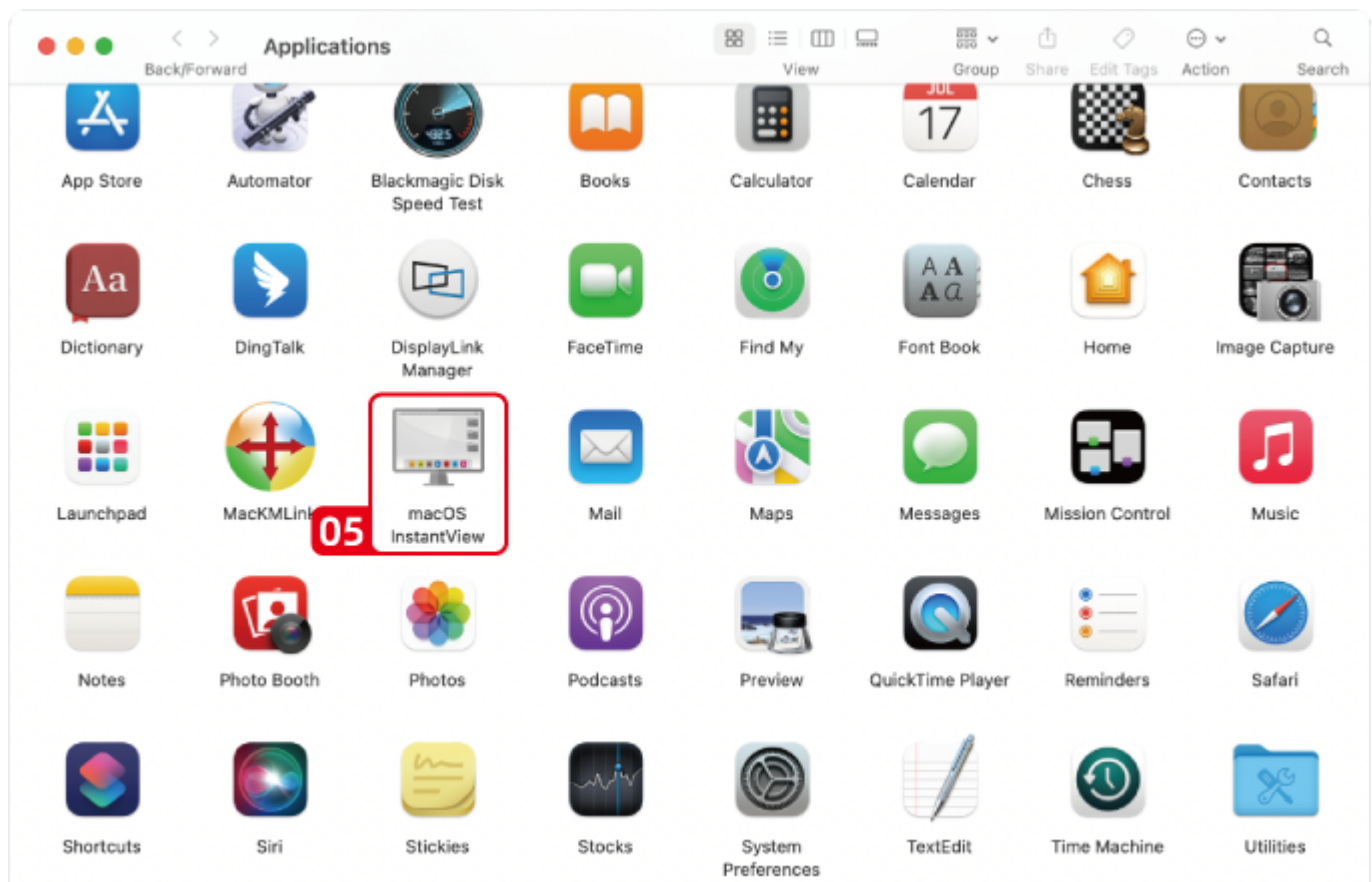 Applications
Back/Forward
View
Group
Share
Edit Tags
Action
Search
4325
JUL
17
App Store
Automator
Blackmagic Disk
Speed Test
Books
Calculator
Calendar
Chess
Contacts
Aa
A A
A a
Dictionary
DingTalk
DisplayLink
Manager
FaceTime
Find My
Font Book
Home
Image Capture
Launchpad
MacKMLink
05
macOS
InstantView
Mail
Maps
Messages
Mission Control
Music
Notes
Photo Booth
Photos
Podcasts
Preview
QuickTime Player
Reminders
Safari
Shortcuts
Siri
Stickies
Stocks
System
Preferences
TextEdit
Time Machine
Utilities